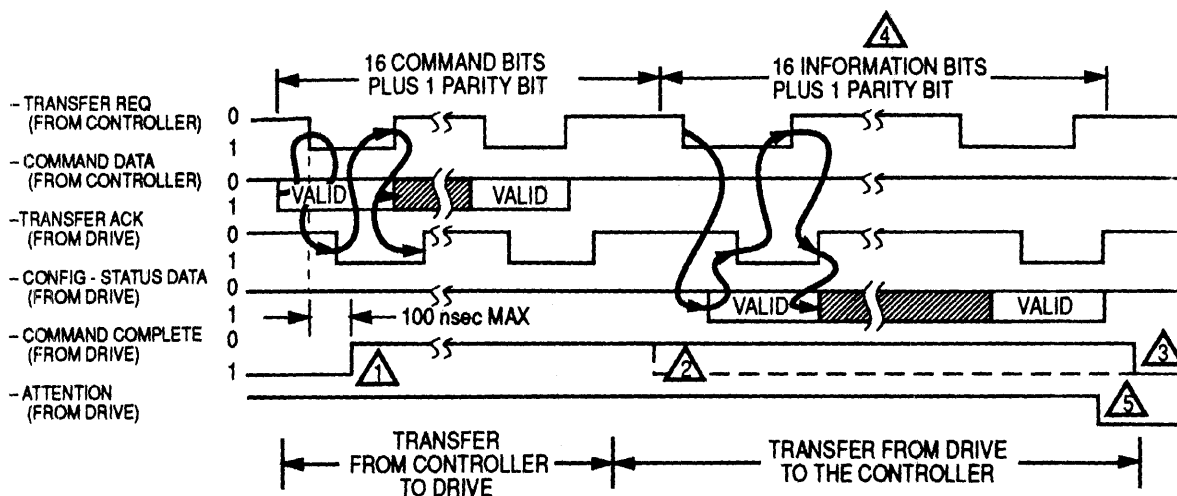 4
16 COMMAND BITS
PLUS 1 PARITY BIT
16 INFORMATION BITS
PLUS 1 PARITY BIT
– TRANSFER REQ
(FROM CONTROLLER)
0
1
– COMMAND DATA
(FROM CONTROLLER)
0
1
VALID
VALID
–TRANSFER ACK
(FROM DRIVE)
0
1
– CONFIG - STATUS DATA
(FROM DRIVE)
0
1
VALID
VALID
100 nsec MAX
– COMMAND COMPLETE
(FROM DRIVE)
0
1
1
2
3
– ATTENTION
(FROM DRIVE)
5
TRANSFER
FROM CONTROLLER
TO DRIVE
TRANSFER FROM DRIVE
TO THE CONTROLLER